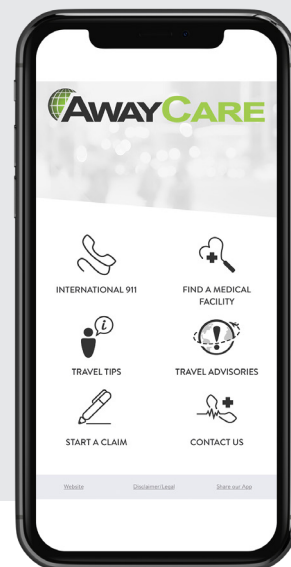 AWAYCARE
INTERNATIONAL 911
FIND A MEDICAL
FACILITY
TRAVEL TIPS
TRAVEL ADVISORIES
START A CLAIM
CONTACT US
Website
Disclaimer/Legal
Share our App